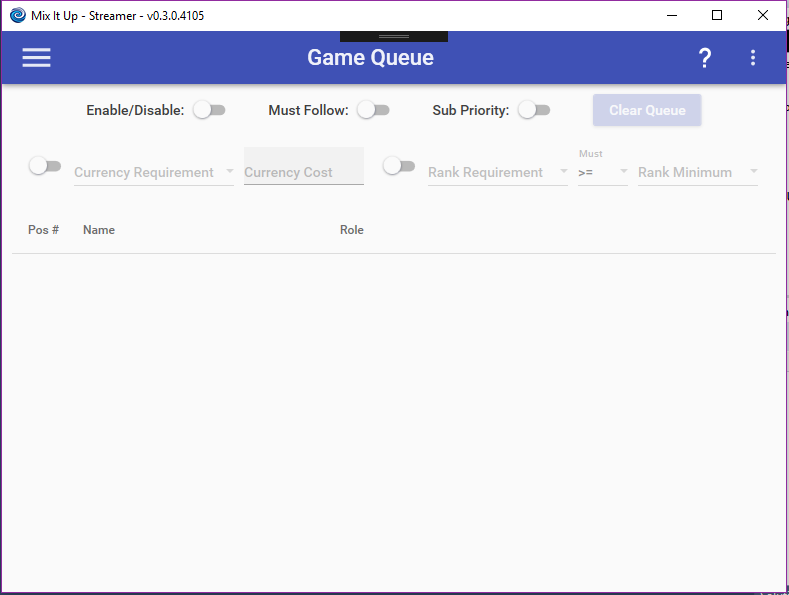 Mix It Up - Streamer - v0.3.0.4105
Game Queue ?
Enable/Disable: Must Follow: Sub Priority: Clear Queue
Must
Currency Requirement Currency Cost Rank Requirement >= Rank Minimum
Pos # Name Role